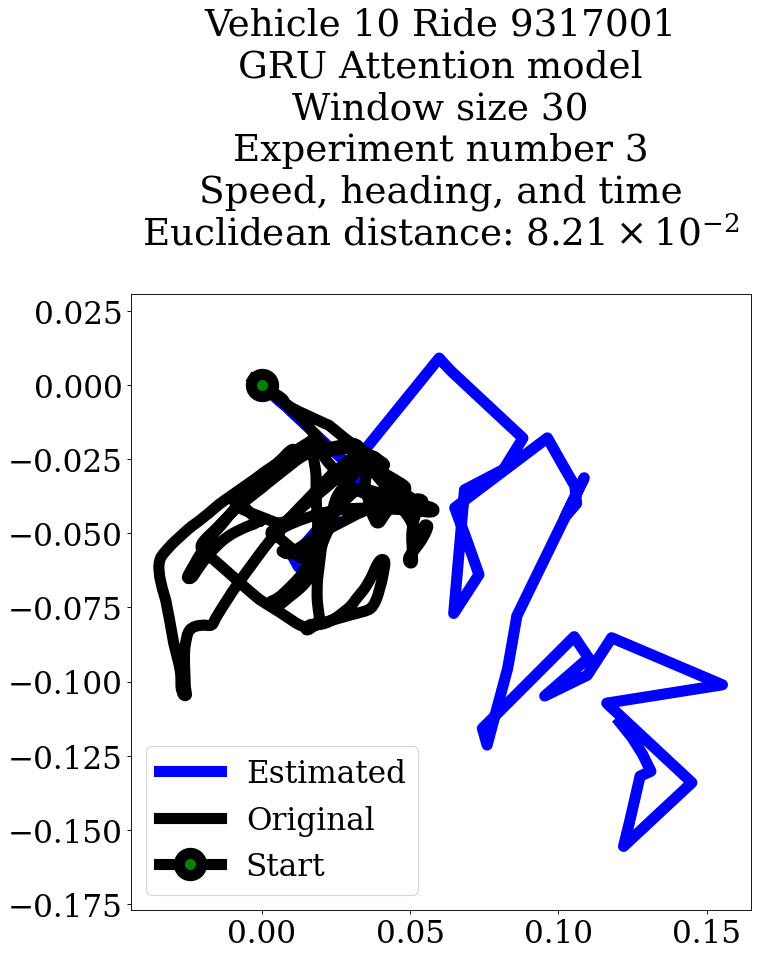 Vehicle 10 Ride 9317001
GRU Attention model
Window size 30
Experiment number 3
Speed, heading, and time
Euclidean distance: 8.21 × 10⁻²
0.025
0.000
−0.025
−0.050
−0.075
−0.100
−0.125
−0.150
−0.175
Estimated
Original
Start
0.00 0.05 0.10 0.15